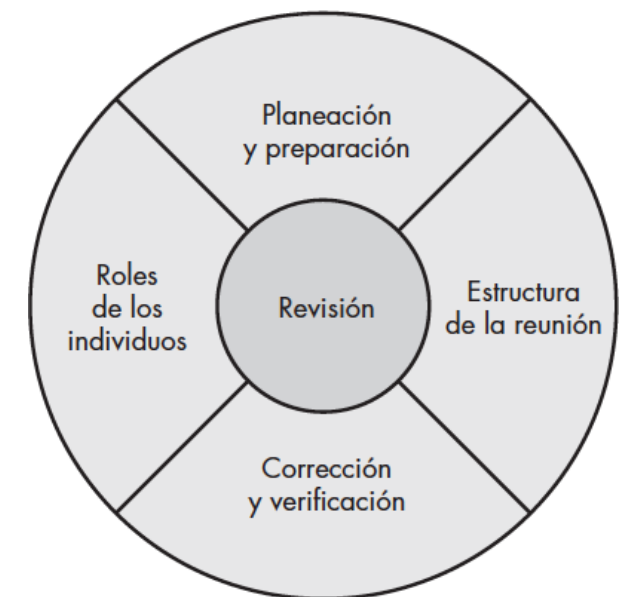 Planeación
y preparación
Roles
de los
individuos
Revisión
Estructura
de la reunión
Corrección
y verificación